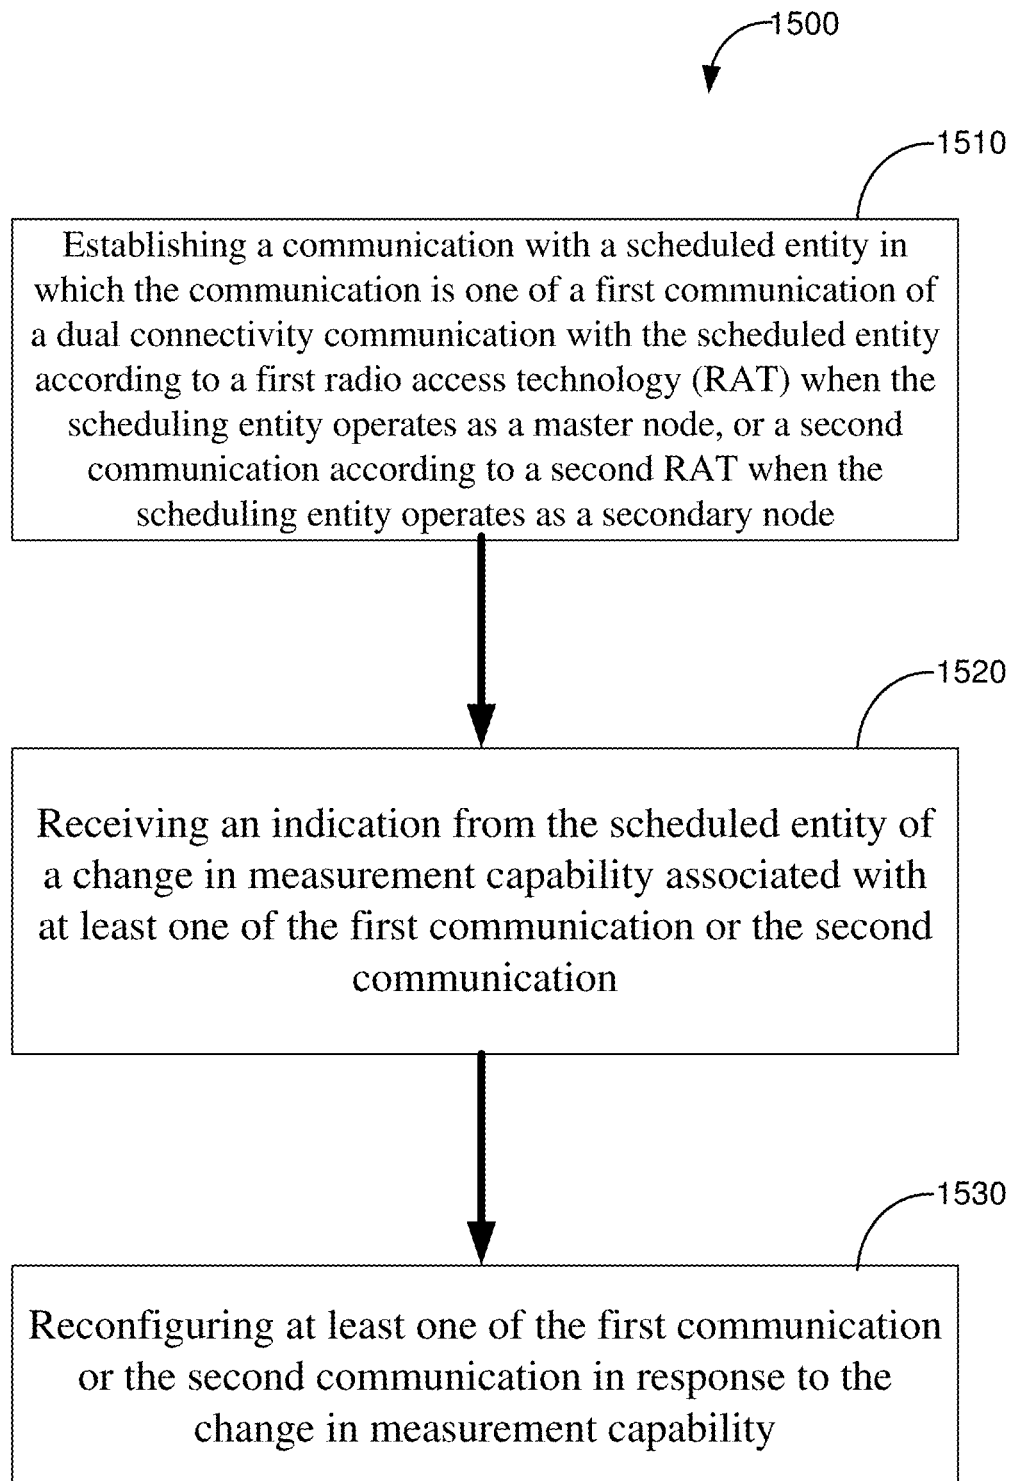 1500
1510
Establishing a communication with a scheduled entity in
which the communication is one of a first communication of
a dual connectivity communication with the scheduled entity
according to a first radio access technology (RAT) when the
scheduling entity operates as a master node, or a second
communication according to a second RAT when the
scheduling entity operates as a secondary node
1520
Receiving an indication from the scheduled entity of
a change in measurement capability associated with
at least one of the first communication or the second
communication
1530
Reconfiguring at least one of the first communication
or the second communication in response to the
change in measurement capability